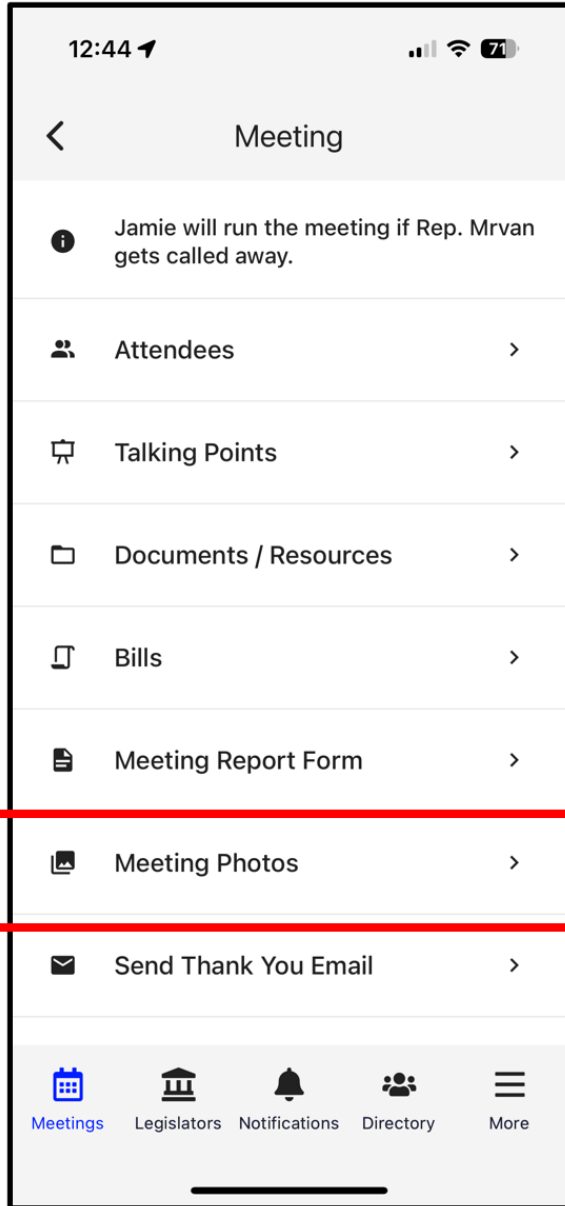 12:44
71
Meeting
Jamie will run the meeting if Rep. Mrvan
gets called away.
Attendees
Talking Points
Documents / Resources
Bills
Meeting Report Form
Meeting Photos
Send Thank You Email
Meetings Legislators Notifications Directory More